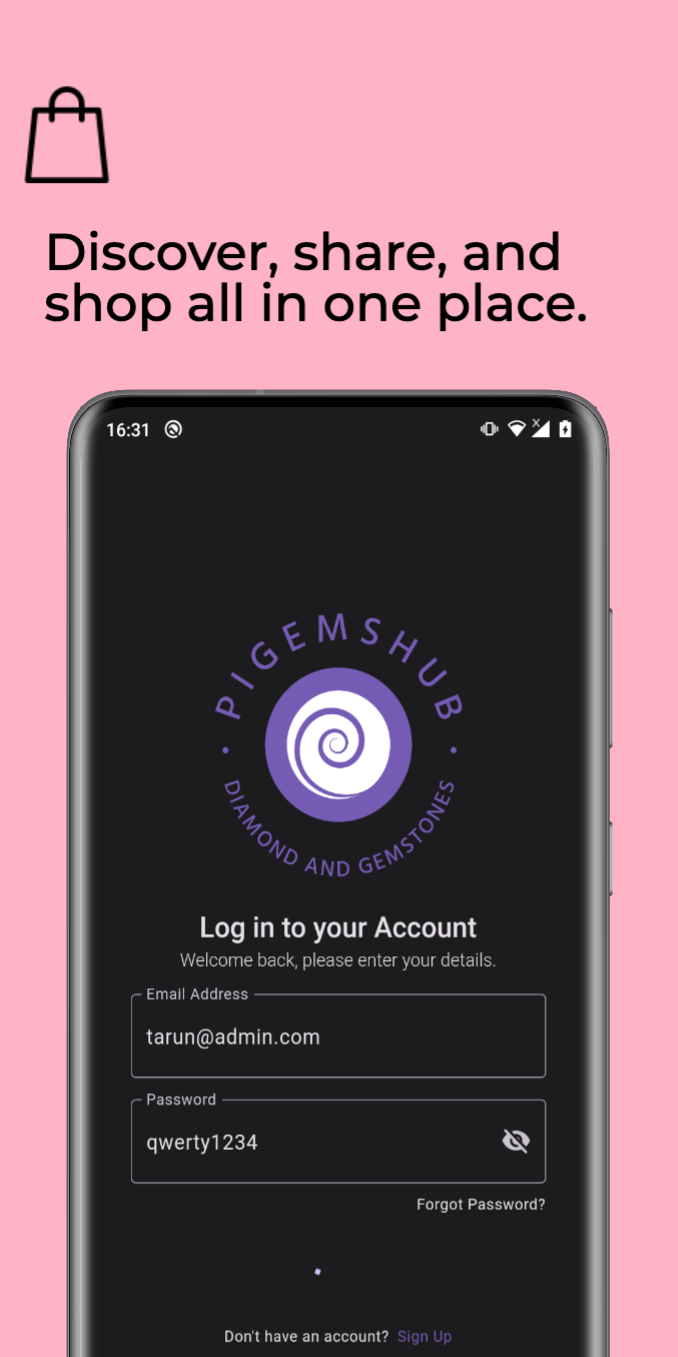 Discover, share, and
shop all in one place.
16:31
X
PIGEMSHUB
DIAMOND AND GEMSTONES
Log in to your Account
Welcome back, please enter your details.
Email Address
tarun@admin.com
Password
qwerty1234
Forgot Password?
Don't have an account? Sign Up